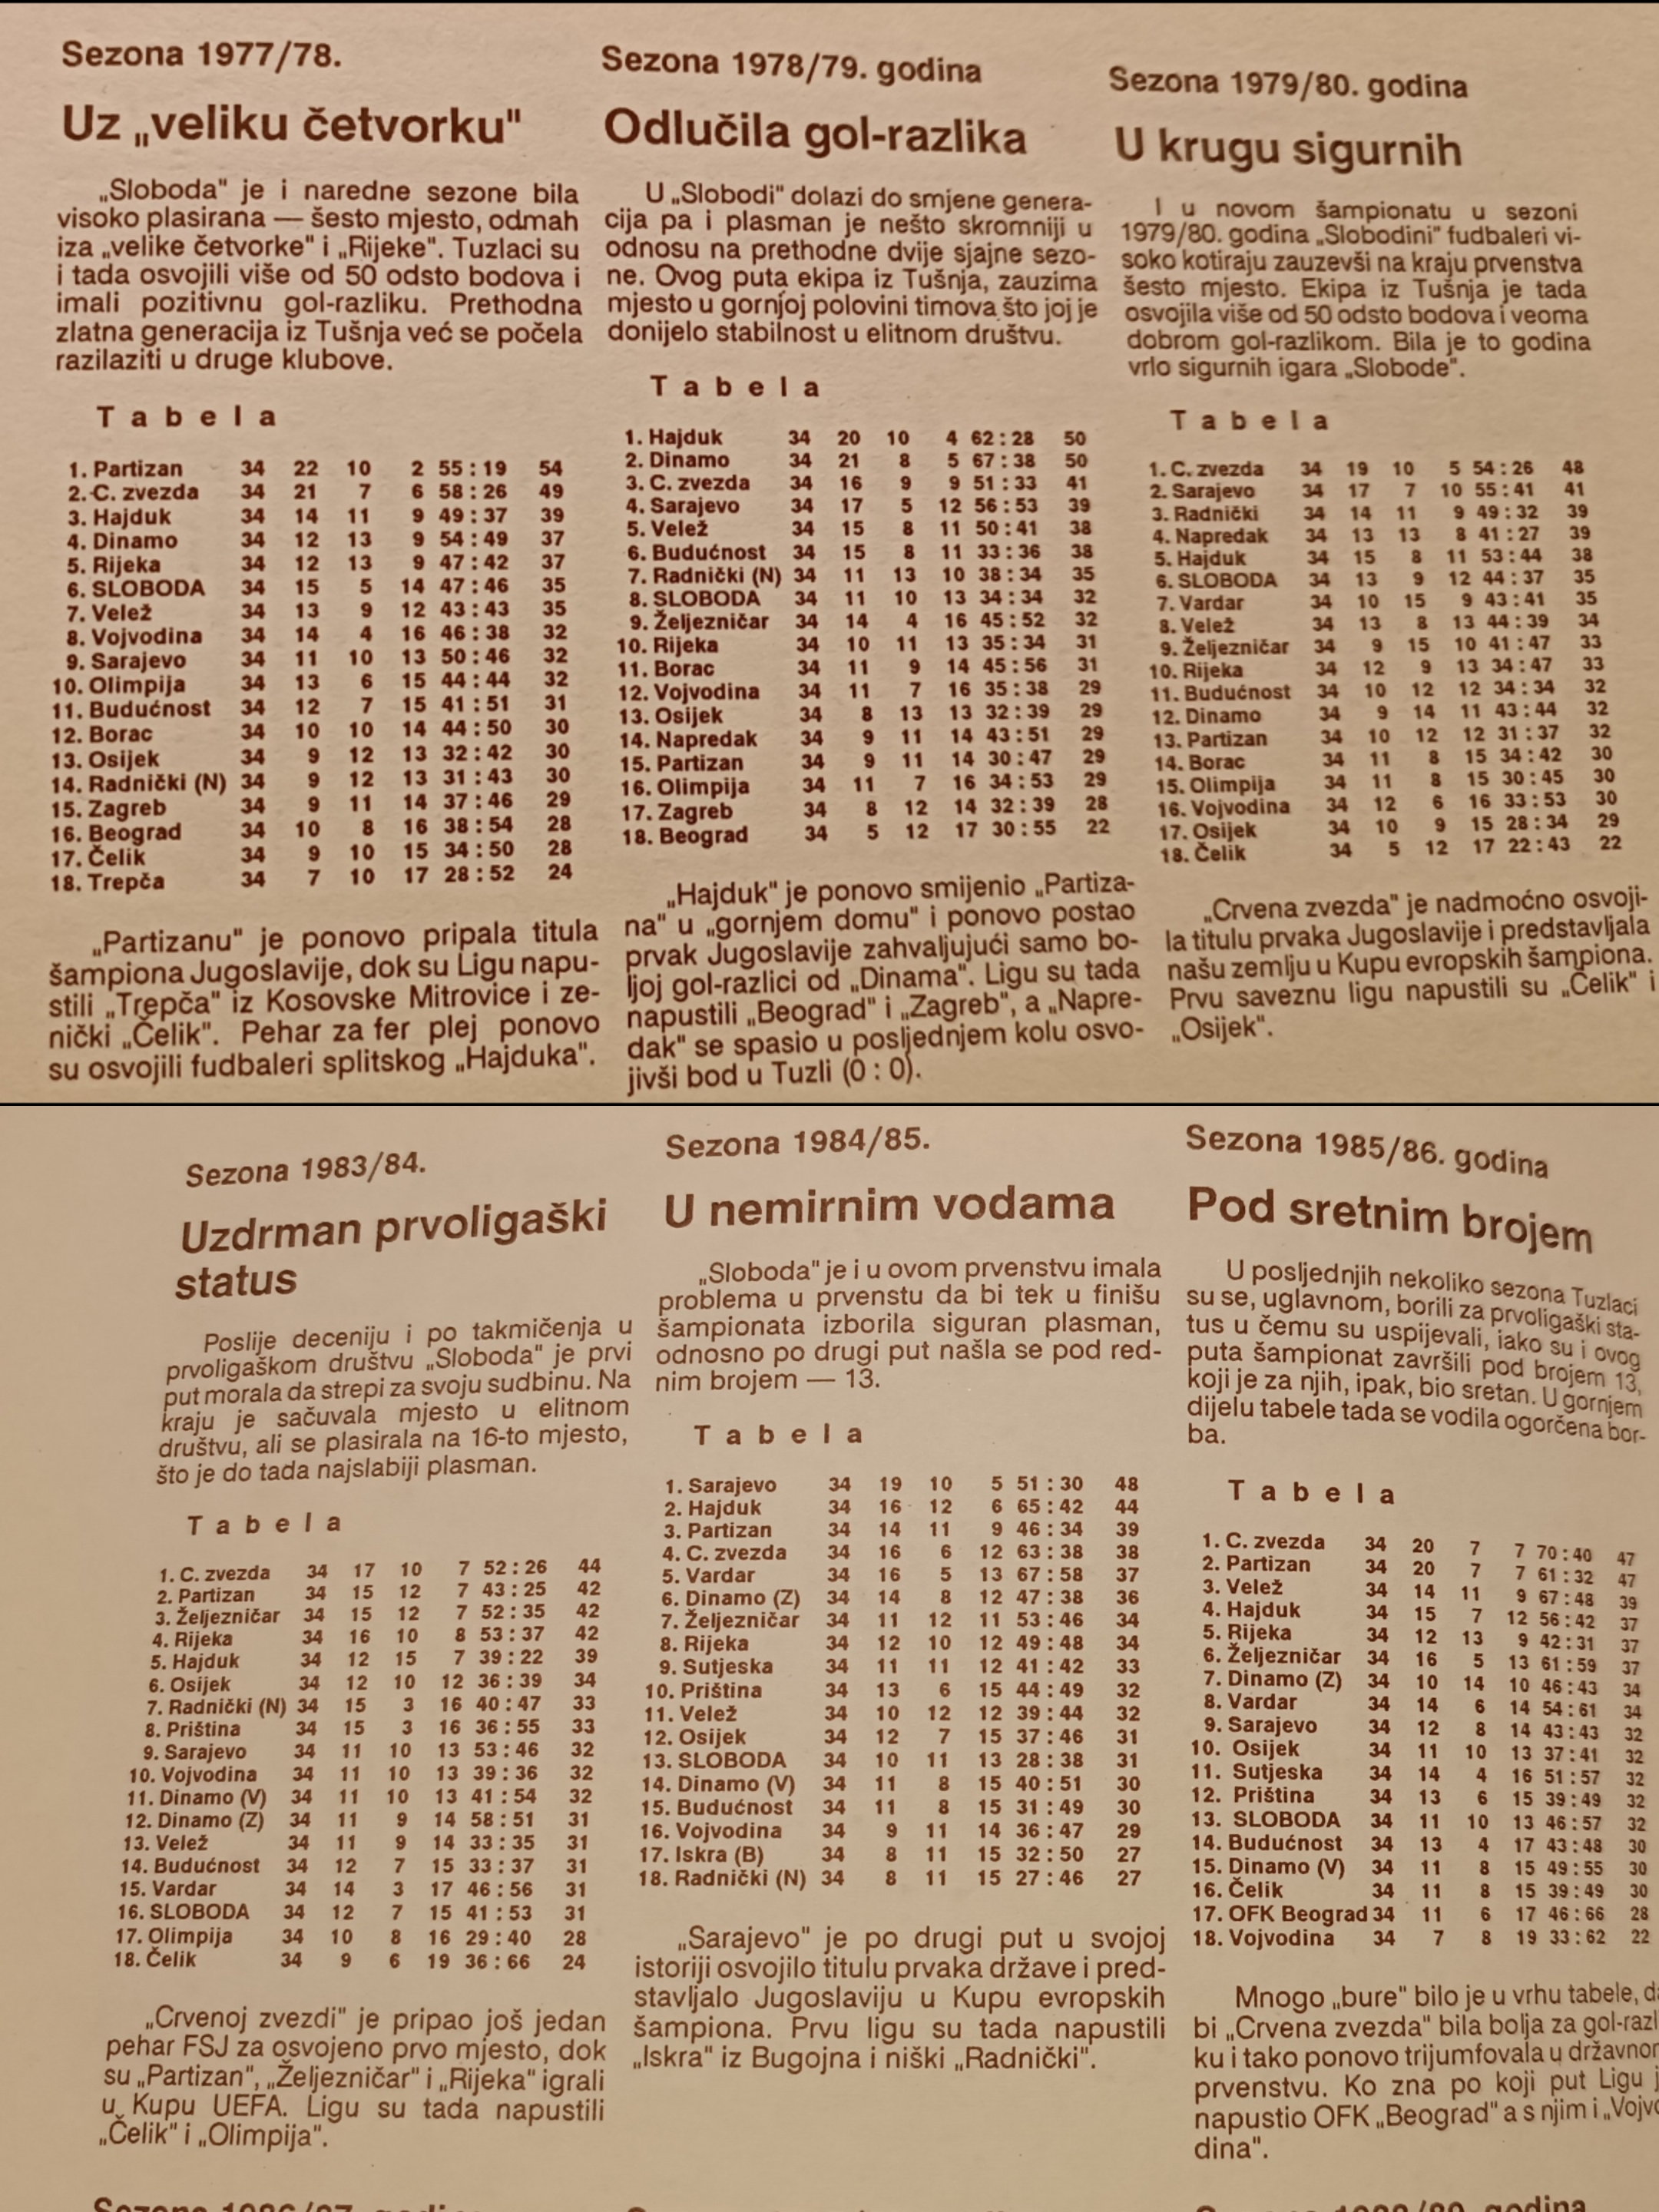 Sezona 1977/78.
Uz „veliku četvorku"
„Sloboda" je i naredne sezone bila
visoko plasirana — šesto mjesto, odmah
iza „velike četvorke" i „Rijeke". Tuzlaci su
i tada osvojili više od 50 odsto bodova i
imali pozitivnu gol-razliku. Prethodna
zlatna generacija iz Tušnja već se počela
razilaziti u druge klubove.
T a b e l a
1. Partizan 34 22 10 2 55:19 54
2. C. zvezda 34 21 7 6 58:26 49
3. Hajduk 34 14 11 9 49:37 39
4. Dinamo 34 12 13 9 54:49 37
5. Rijeka 34 12 13 9 47:42 37
6. SLOBODA 34 15 5 14 47:46 35
7. Velež 34 13 9 12 43:43 35
8. Vojvodina 34 14 4 16 46:38 32
9. Sarajevo 34 11 10 13 50:46 32
10. Olimpija 34 13 6 15 44:44 32
11. Budućnost 34 12 7 15 41:51 31
12. Borac 34 10 10 14 44:50 30
13. Osijek 34 9 12 13 32:42 30
14. Radnički (N) 34 9 12 13 31:43 30
15. Zagreb 34 9 11 14 37:46 29
16. Beograd 34 10 8 16 38:54 28
17. Čelik 34 9 10 15 34:50 28
18. Trepča 34 7 10 17 28:52 24
„Partizanu" je ponovo pripala titula
šampiona Jugoslavije, dok su Ligu napu-
stili „Trepča" iz Kosovske Mitrovice i ze-
nički „Čelik". Pehar za fer plej ponovo
su osvojili fudbaleri splitskog „Hajduka".
Sezona 1978/79. godina
Odlučila gol-razlika
U „Slobodi" dolazi do smjene genera-
cija pa i plasman je nešto skromniji u
odnosu na prethodne dvije sjajne sezo-
ne. Ovog puta ekipa iz Tušnja, zauzima
mjesto u gornjoj polovini timova što joj je
donijelo stabilnost u elitnom društvu.
T a b e l a
1. Hajduk 34 20 10 4 62:28 50
2. Dinamo 34 21 8 5 67:38 50
3. C. zvezda 34 16 9 9 51:33 41
4. Sarajevo 34 17 5 12 56:53 39
5. Velež 34 15 8 11 50:41 38
6. Budućnost 34 15 8 11 33:36 38
7. Radnički (N) 34 11 13 10 38:34 35
8. SLOBODA 34 11 10 13 34:34 32
9. Željezničar 34 14 4 16 45:52 32
10. Rijeka 34 10 11 13 35:34 31
11. Borac 34 11 9 14 45:56 31
12. Vojvodina 34 11 7 16 35:38 29
13. Osijek 34 8 13 13 32:39 29
14. Napredak 34 9 11 14 43:51 29
15. Partizan 34 9 11 14 30:47 29
16. Olimpija 34 11 7 16 34:53 29
17. Zagreb 34 8 12 14 32:39 28
18. Beograd 34 5 12 17 30:55 22
„Hajduk" je ponovo smijenio „Partiza-
na" u „gornjem domu" i ponovo postao
prvak Jugoslavije zahvaljujući samo bo-
ljoj gol-razlici od „Dinama". Ligu su tada
napustili „Beograd" i „Zagreb", a „Napre-
dak" se spasio u posljednjem kolu osvo-
jivši bod u Tuzli (0 : 0).
Sezona 1979/80. godina
U krugu sigurnih
I u novom šampionatu u sezoni
1979/80. godina „Slobodini" fudbaleri vi-
soko kotiraju zauzevši na kraju prvenstva
šesto mjesto. Ekipa iz Tušnja je tada
osvojila više od 50 odsto bodova i veoma
dobrom gol-razlikom. Bila je to godina
vrlo sigurnih igara „Slobode".
T a b e l a
1. C. zvezda 34 19 10 5 54:26 48
2. Sarajevo 34 17 7 10 55:41 41
3. Radnički 34 14 11 9 49:32 39
4. Napredak 34 13 13 8 41:27 39
5. Hajduk 34 15 8 11 53:44 38
6. SLOBODA 34 13 9 12 44:37 35
7. Vardar 34 10 15 9 43:41 35
8. Velež 34 13 8 13 44:39 34
9. Željezničar 34 9 15 10 41:47 33
10. Rijeka 34 12 9 13 34:47 33
11. Budućnost 34 10 12 12 34:34 32
12. Dinamo 34 9 14 11 43:44 32
13. Partizan 34 10 12 12 31:37 32
14. Borac 34 11 8 15 34:42 30
15. Olimpija 34 11 8 15 30:45 30
16. Vojvodina 34 12 6 16 33:53 30
17. Osijek 34 10 9 15 28:34 29
18. Čelik 34 5 12 17 22:43 22
„Crvena zvezda" je nadmoćno osvoji-
la titulu prvaka Jugoslavije i predstavljala
našu zemlju u Kupu evropskih šampiona.
Prvu saveznu ligu napustili su „Čelik" i
„Osijek".
Sezona 1983/84.
Uzdrman prvoligaški
status
Poslije deceniju i po takmičenja u
prvoligaškom društvu „Sloboda" je prvi
put morala da strepi za svoju sudbinu. Na
kraju je sačuvala mjesto u elitnom
društvu, ali se plasirala na 16-to mjesto,
što je do tada najslabiji plasman.
T a b e l a
1. C. zvezda 34 17 10 7 52:26 44
2. Partizan 34 15 12 7 43:25 42
3. Željezničar 34 15 12 7 52:35 42
4. Rijeka 34 16 10 8 53:37 42
5. Hajduk 34 12 15 7 39:22 39
6. Osijek 34 12 10 12 36:39 34
7. Radnički (N) 34 15 3 16 40:47 33
8. Priština 34 15 3 16 36:55 33
9. Sarajevo 34 11 10 13 53:46 32
10. Vojvodina 34 11 10 13 39:36 32
11. Dinamo (V) 34 11 10 13 41:54 32
12. Dinamo (Z) 34 11 9 14 58:51 31
13. Velež 34 11 9 14 33:35 31
14. Budućnost 34 12 7 15 33:37 31
15. Vardar 34 14 3 17 46:56 31
16. SLOBODA 34 12 7 15 41:53 31
17. Olimpija 34 10 8 16 29:40 28
18. Čelik 34 9 6 19 36:66 24
„Crvenoj zvezdi" je pripao još jedan
pehar FSJ za osvojeno prvo mjesto, dok
su „Partizan", „Željezničar" i „Rijeka" igrali
u Kupu UEFA. Ligu su tada napustili
„Čelik" i „Olimpija".
Sezona 1984/85.
U nemirnim vodama
„Sloboda" je i u ovom prvenstvu imala
problema u prvenstu da bi tek u finišu
šampionata izborila siguran plasman,
odnosno po drugi put našla se pod red-
nim brojem — 13.
T a b e l a
1. Sarajevo 34 19 10 5 51:30 48
2. Hajduk 34 16 12 6 65:42 44
3. Partizan 34 14 11 9 46:34 39
4. C. zvezda 34 16 6 12 63:38 38
5. Vardar 34 16 5 13 67:58 37
6. Dinamo (Z) 34 14 8 12 47:38 36
7. Željezničar 34 11 12 11 53:46 34
8. Rijeka 34 12 10 12 49:48 34
9. Sutjeska 34 11 11 12 41:42 33
10. Priština 34 13 6 15 44:49 32
11. Velež 34 10 12 12 39:44 32
12. Osijek 34 12 7 15 37:46 31
13. SLOBODA 34 10 11 13 28:38 31
14. Dinamo (V) 34 11 8 15 40:51 30
15. Budućnost 34 11 8 15 31:49 30
16. Vojvodina 34 9 11 14 36:47 29
17. Iskra (B) 34 8 11 15 32:50 27
18. Radnički (N) 34 8 11 15 27:46 27
„Sarajevo" je po drugi put u svojoj
istoriji osvojilo titulu prvaka države i pred-
stavljalo Jugoslaviju u Kupu evropskih
šampiona. Prvu ligu su tada napustili
„Iskra" iz Bugojna i niški „Radnički".
Sezona 1985/86. godina
Pod sretnim brojem
U posljednjih nekoliko sezona Tuzlaci
su se, uglavnom, borili za prvoligaški sta-
tus u čemu su uspijevali, iako su i ovog
puta šampionat završili pod brojem 13,
koji je za njih, ipak, bio sretan. U gornjem
dijelu tabele tada se vodila ogorčena bor-
ba.
T a b e l a
1. C. zvezda 34 20 7 7 70:40 47
2. Partizan 34 20 7 7 61:32 47
3. Velež 34 14 11 9 67:48 39
4. Hajduk 34 15 7 12 56:42 37
5. Rijeka 34 12 13 9 42:31 37
6. Željezničar 34 16 5 13 61:59 37
7. Dinamo (Z) 34 10 14 10 46:43 34
8. Vardar 34 14 6 14 54:61 34
9. Sarajevo 34 12 8 14 43:43 32
10. Osijek 34 11 10 13 37:41 32
11. Sutjeska 34 14 4 16 51:57 32
12. Priština 34 13 6 15 39:49 32
13. SLOBODA 34 11 10 13 46:57 32
14. Budućnost 34 13 4 17 43:48 30
15. Dinamo (V) 34 11 8 15 49:55 30
16. Čelik 34 11 8 15 39:49 30
17. OFK Beograd 34 11 6 17 46:66 28
18. Vojvodina 34 7 8 19 33:62 22
Mnogo „bure" bilo je u vrhu tabele, da
bi „Crvena zvezda" bila bolja za gol-razl
ku i tako ponovo trijumfovala u državnom
prvenstvu. Ko zna po koji put Ligu j
napustio OFK „Beograd" a s njim i „Vojvo
dina".